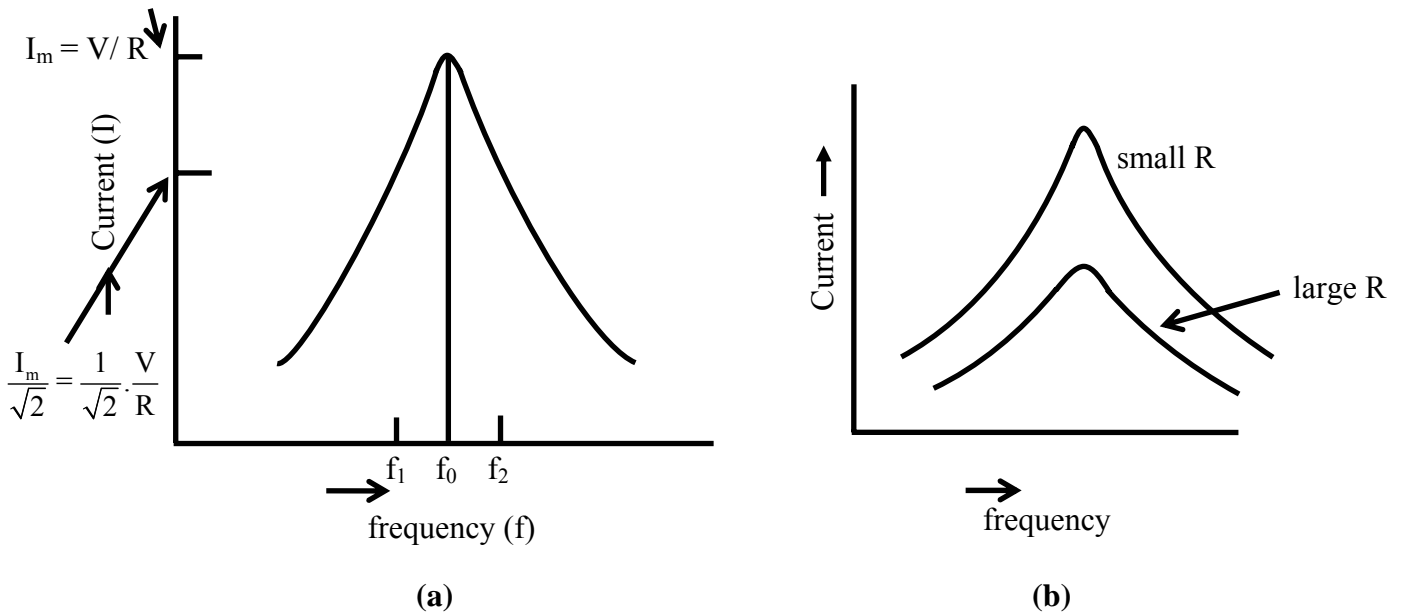 I_m = V/ R
Current (I)
I_m/√2 = 1/√2 . V/R
f_1 f_0 f_2
frequency (f)
(a)
small R
large R
Current
frequency
(b)